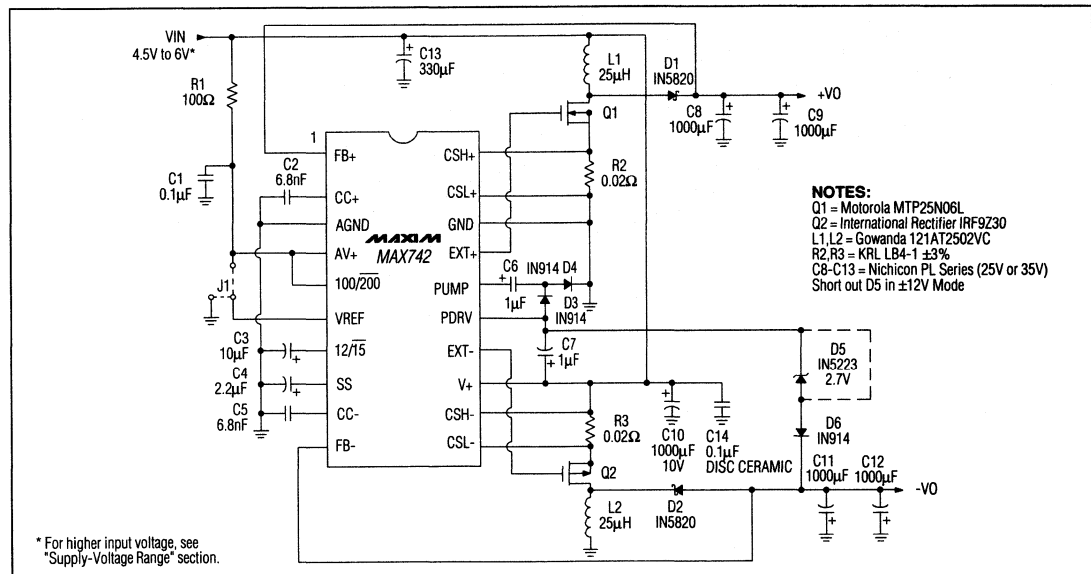 VIN
4.5V to 6V*
R1
100Ω
C1
0.1μF
C13
330μF
L1
25μH
D1
IN5820
+VO
C8
1000μF
C9
1000μF
Q1
R2
0.02Ω
1
FB+
CC+
AGND
AV+
100/200
VREF
12/15
SS
CC-
FB-
MAXIM
MAX742
CSH+
CSL+
GND
EXT+
PUMP
PDRV
EXT-
V+
CSH-
CSL-
C2
6.8nF
J1
C3
10μF
C4
2.2μF
C5
6.8nF
C6
1μF
IN914 D4
D3
IN914
C7
1μF
R3
0.02Ω
Q2
C10
1000μF
10V
C14
0.1μF
DISC CERAMIC
D5
IN5223
2.7V
D6
IN914
C11
1000μF
C12
1000μF
-VO
L2
25μH
D2
IN5820
NOTES:
Q1 = Motorola MTP25N06L
Q2 = International Rectifier IRF9Z30
L1,L2 = Gowanda 121AT2502VC
R2,R3 = KRL LB4-1 ±3%
C8-C13 = Nichicon PL Series (25V or 35V)
Short out D5 in ±12V Mode
* For higher input voltage, see
"Supply-Voltage Range" section.